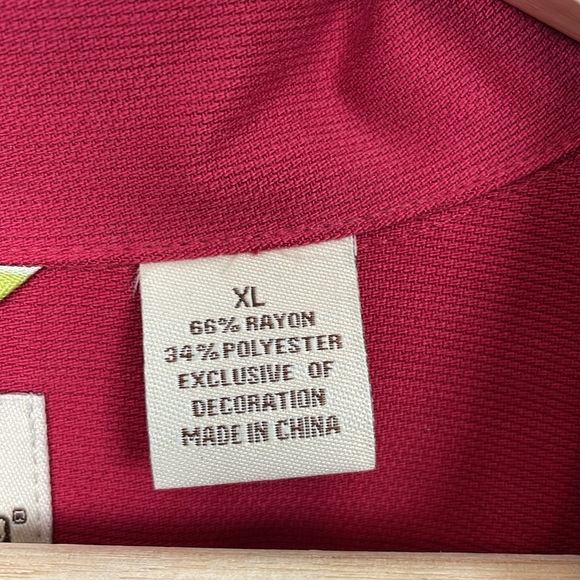 XL
66% RAYON
34% POLYESTER
EXCLUSIVE OF
DECORATION
MADE IN CHINA
®